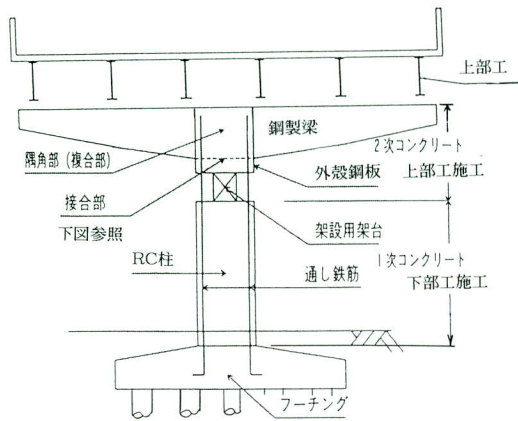 上部工
鋼製梁
隅角部（複合部）
2次コンクリート
外殻鋼板
上部工施工
接合部
下図参照
架設用架台
RC柱
通し鉄筋
1次コンクリート
下部工施工
フーチング